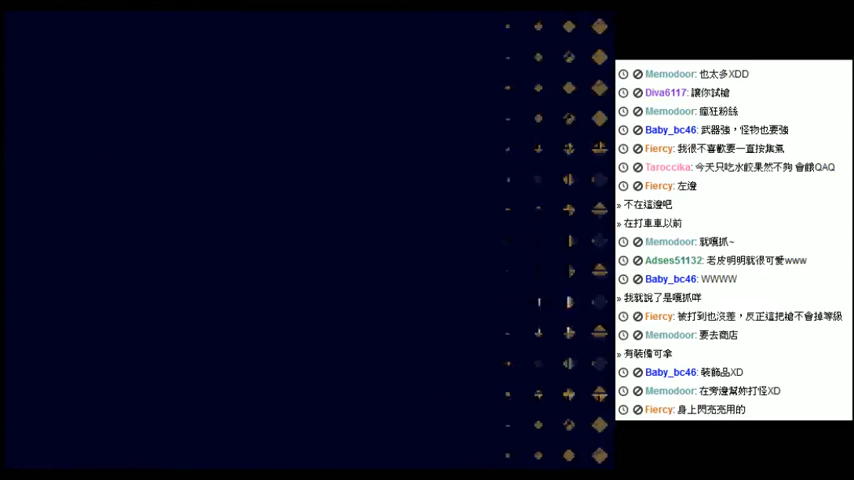 Memodoor: 也太多XDD
Diva6117: 讓你試槍
Memodoor: 瘋狂粉絲
Baby_bc46: 武器強，怪物也要強
Fiercy: 我很不喜歡要一直按集氣
Taroccika: 今天只吃水餃果然不夠 會餓QAQ
Fiercy: 左邊
» 不在這邊吧
» 在打車車以前
Memodoor: 就嘎抓~
Adses51132: 老皮明明就很可愛www
Baby_bc46: WWWW
» 我就說了是嘎抓咩
Fiercy: 被打到也沒差，反正這把槍不會掉等級
Memodoor: 要去商店
» 有裝備可拿
Baby_bc46: 裝飾品XD
Memodoor: 在旁邊幫妳打怪XD
Fiercy: 身上閃亮亮用的